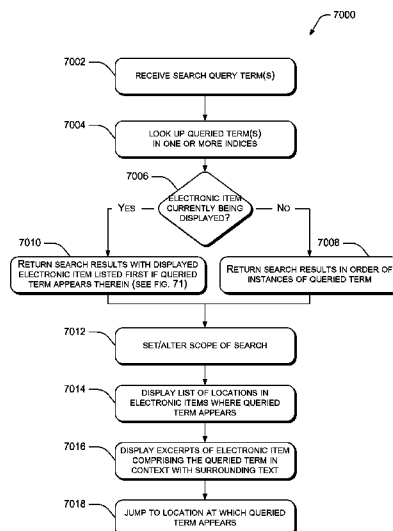 7000
7002
RECEIVE SEARCH QUERY TERM(S)
7004
LOOK UP QUERIED TERM(S)
IN ONE OR MORE INDICES
7006
ELECTRONIC ITEM
CURRENTLY BEING
DISPLAYED?
YES
NO
7010
RETURN SEARCH RESULTS WITH DISPLAYED
ELECTRONIC ITEM LISTED FIRST IF QUERIED
TERM APPEARS THEREIN (SEE FIG. 71)
7008
RETURN SEARCH RESULTS IN ORDER OF
INSTANCES OF QUERIED TERM
7012
SET/ALTER SCOPE OF SEARCH
7014
DISPLAY LIST OF LOCATIONS IN
ELECTRONIC ITEMS WHERE QUERIED
TERM APPEARS
7016
DISPLAY EXCERPTS OF ELECTRONIC ITEM
COMPRISING THE QUERIED TERM IN
CONTEXT WITH SURROUNDING TEXT
7018
JUMP TO LOCATION AT WHICH QUERIED
TERM APPEARS